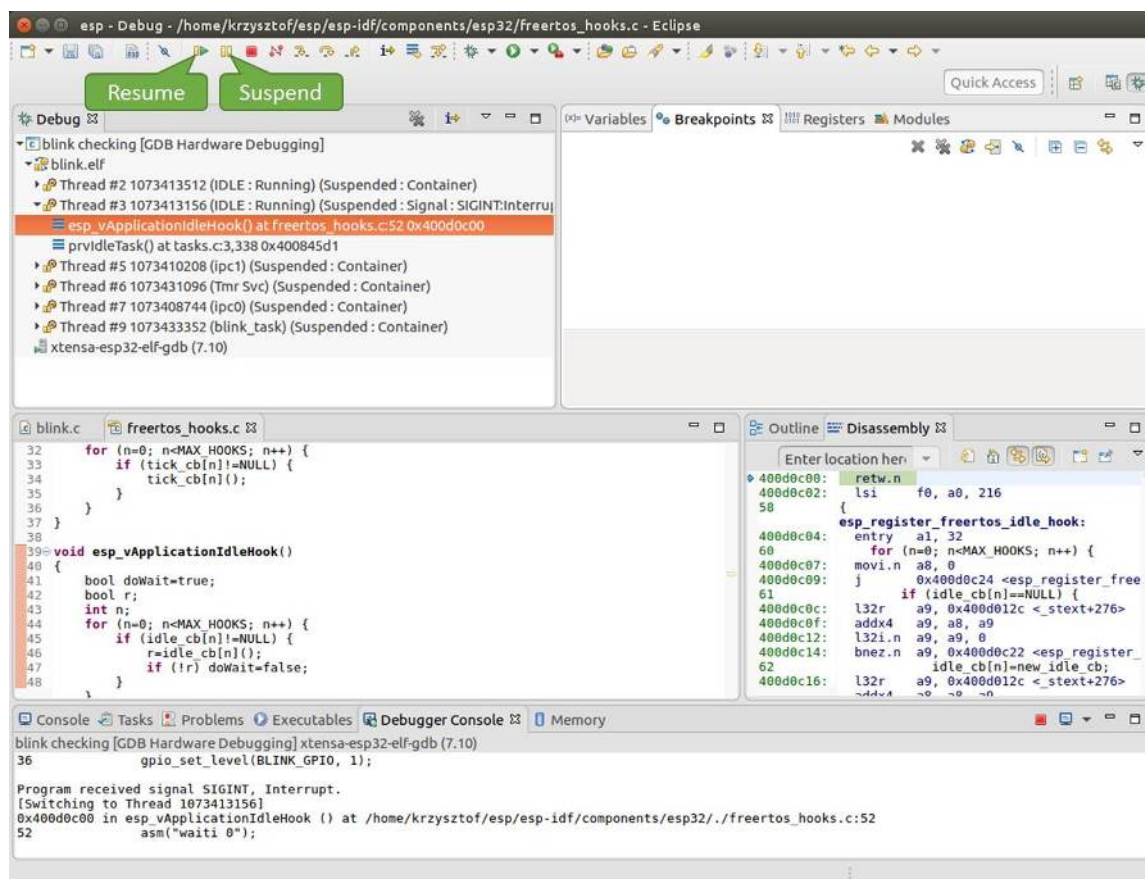 esp - Debug - /home/krzysztof/esp/esp-idf/components/esp32/freertos_hooks.c - Eclipse
Resume
Suspend
Quick Access
Debug
blink checking [GDB Hardware Debugging]
blink.elf
Thread #2 1073413512 (IDLE : Running) (Suspended : Container)
Thread #3 1073413156 (IDLE : Running) (Suspended : Signal : SIGINT:Interrup
esp_vApplicationIdleHook() at freertos_hooks.c:52 0x400d0c00
prvIdleTask() at tasks.c:3,338 0x400845d1
Thread #5 1073410208 (ipc1) (Suspended : Container)
Thread #6 1073431096 (Tmr Svc) (Suspended : Container)
Thread #7 1073408744 (ipc0) (Suspended : Container)
Thread #9 1073433352 (blink_task) (Suspended : Container)
xtensa-esp32-elf-gdb (7.10)
(x)= Variables Breakpoints Registers Modules
blink.c freertos_hooks.c
32 for (n=0; n<MAX_HOOKS; n++) {
33 if (tick_cb[n]!=NULL) {
34 tick_cb[n]();
35 }
36 }
37 }
38
39 void esp_vApplicationIdleHook()
40 {
41 bool doWait=true;
42 bool r;
43 int n;
44 for (n=0; n<MAX_HOOKS; n++) {
45 if (idle_cb[n]!=NULL) {
46 r=idle_cb[n]();
47 if (!r) doWait=false;
48 }
}
Outline Disassembly
Enter location her
400d0c00: retw.n
400d0c02: lsi f0, a0, 216
58 {
esp_register_freertos_idle_hook:
400d0c04: entry a1, 32
60 for (n=0; n<MAX_HOOKS; n++) {
400d0c07: movi.n a8, 0
400d0c09: j 0x400d0c24 <esp_register_free
61 if (idle_cb[n]==NULL) {
400d0c0c: l32r a9, 0x400d012c <_stext+276>
400d0c0f: addx4 a9, a8, a9
400d0c12: l32i.n a9, a9, 0
400d0c14: bnez.n a9, 0x400d0c22 <esp_register_
62 idle_cb[n]=new_idle_cb;
400d0c16: l32r a9, 0x400d012c <_stext+276>
addx4 a8, a8, a9
Console Tasks Problems Executables Debugger Console Memory
blink checking [GDB Hardware Debugging] xtensa-esp32-elf-gdb (7.10)
36 gpio_set_level(BLINK_GPIO, 1);
Program received signal SIGINT, Interrupt.
[Switching to Thread 1073413156]
0x400d0c00 in esp_vApplicationIdleHook () at /home/krzysztof/esp/esp-idf/components/esp32/./freertos_hooks.c:52
52 asm("waiti 0");